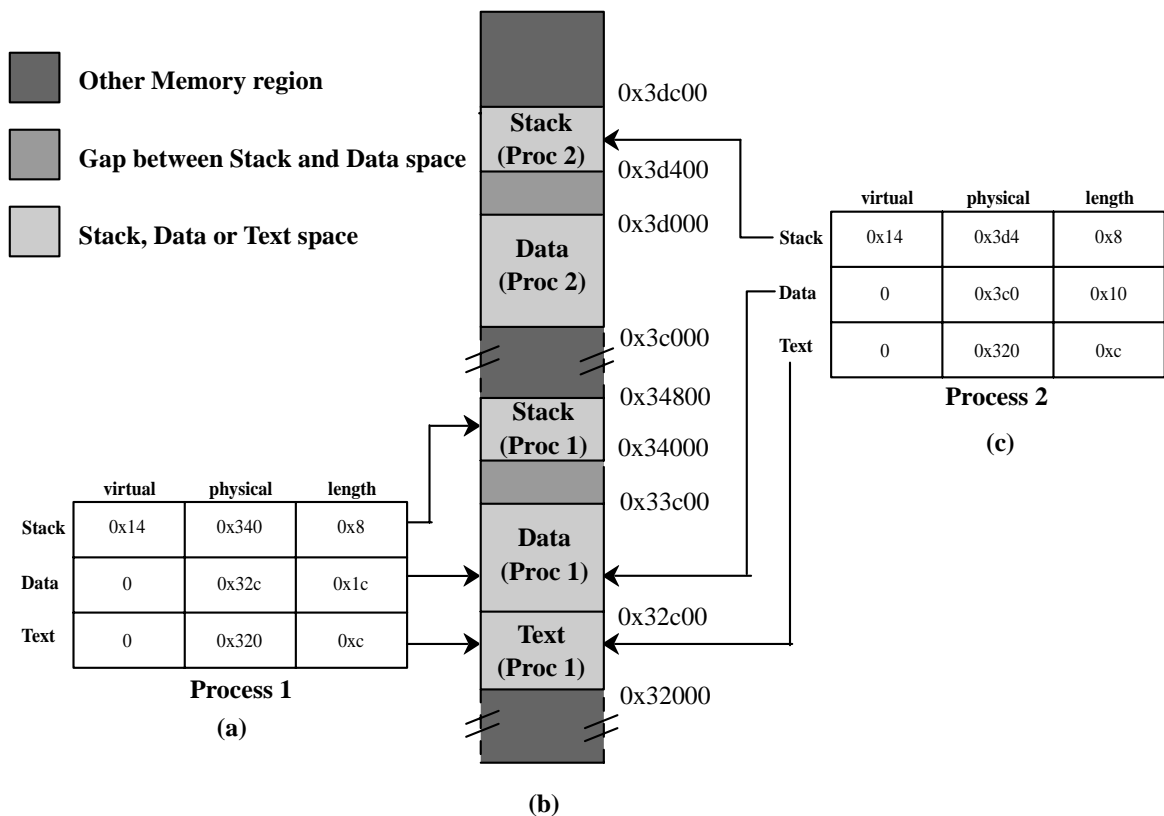 Other Memory region
Gap between Stack and Data space
Stack, Data or Text space
0x3dc00
Stack
(Proc 2)
0x3d400
0x3d000
Data
(Proc 2)
0x3c000
0x34800
Stack
(Proc 1)
0x34000
0x33c00
Data
(Proc 1)
0x32c00
Text
(Proc 1)
0x32000
(b)
virtual physical length
Stack 0x14 0x340 0x8
Data 0 0x32c 0x1c
Text 0 0x320 0xc
Process 1
(a)
virtual physical length
Stack 0x14 0x3d4 0x8
Data 0 0x3c0 0x10
Text 0 0x320 0xc
Process 2
(c)